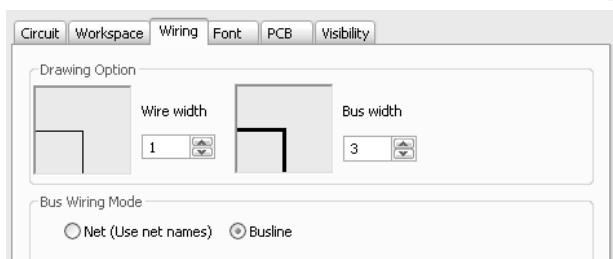 Circuit Workspace Wiring Font PCB Visibility
Drawing Option
Wire width Bus width
1 3
Bus Wiring Mode
Net (Use net names) Busline